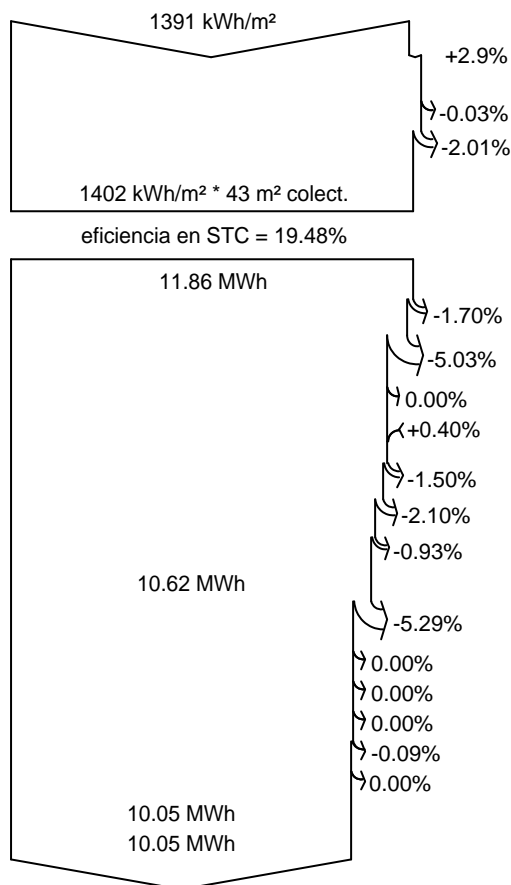 1391 kWh/m²
+2.9%
-0.03%
-2.01%
1402 kWh/m² * 43 m² colect.
eficiencia en STC = 19.48%
11.86 MWh
-1.70%
-5.03%
0.00%
+0.40%
-1.50%
-2.10%
-0.93%
10.62 MWh
-5.29%
0.00%
0.00%
0.00%
-0.09%
0.00%
10.05 MWh
10.05 MWh